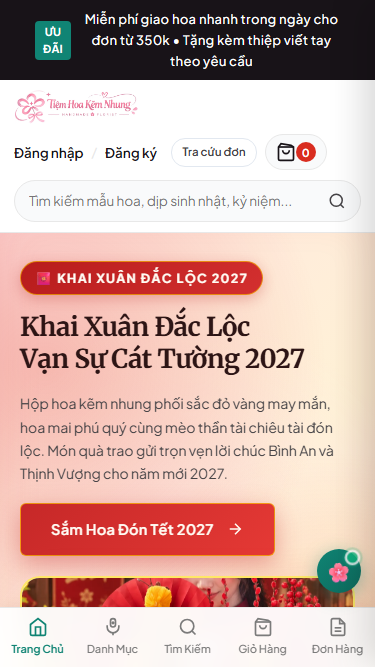 ƯU
ĐÃI
Miễn phí giao hoa nhanh trong ngày cho
đơn từ 350k • Tặng kèm thiệp viết tay
theo yêu cầu
Tiệm Hoa Kẽm Nhung
HANDMADE FLORIST
Đăng nhập / Đăng ký
Tra cứu đơn
0
Tìm kiếm mẫu hoa, dịp sinh nhật, kỷ niệm...
KHAI XUÂN ĐẮC LỘC 2027
Khai Xuân Đắc Lộc
Vạn Sự Cát Tường 2027
Hộp hoa kẽm nhung phối sắc đỏ vàng may mắn,
hoa mai phú quý cùng mèo thần tài chiêu tài đón
lộc. Món quà trao gửi trọn vẹn lời chúc Bình An và
Thịnh Vượng cho năm mới 2027.
Sắm Hoa Đón Tết 2027 →
Trang Chủ
Danh Mục
Tìm Kiếm
Giỏ Hàng
Đơn Hàng